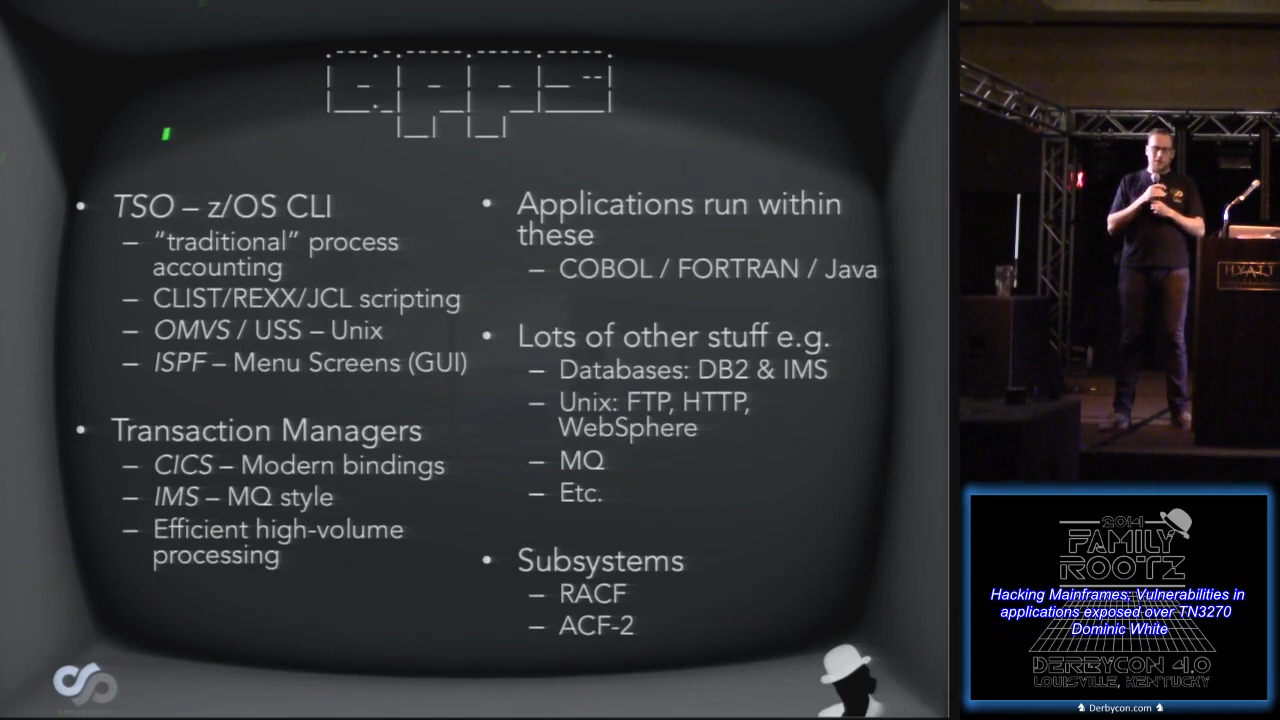 • TSO – z/OS CLI
– “traditional” process
accounting
– CLIST/REXX/JCL scripting
– OMVS / USS – Unix
– ISPF – Menu Screens (GUI)
• Transaction Managers
– CICS – Modern bindings
– IMS – MQ style
– Efficient high-volume
processing
• Applications run within
these
– COBOL / FORTRAN / Java
• Lots of other stuff e.g.
– Databases: DB2 & IMS
– Unix: FTP, HTTP,
WebSphere
– MQ
– Etc.
• Subsystems
– RACF
– ACF-2
HYATT
2014
FAMILY
ROOTZ
Hacking Mainframes; Vulnerabilities in
applications exposed over TN3270
Dominic White
DERBYCON 4.0
LOUISVILLE, KENTUCKY
Derbycon.com